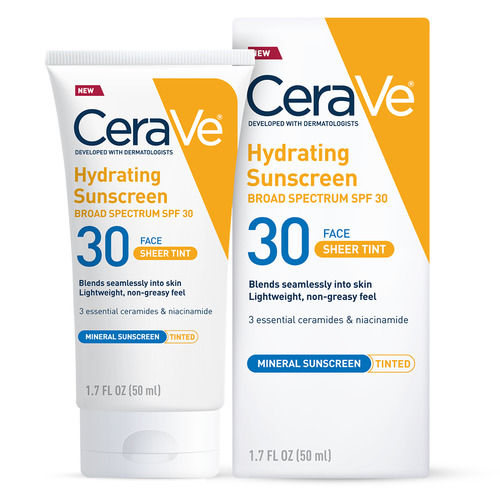 NEW
CeraVe®
DEVELOPED WITH DERMATOLOGISTS
Hydrating
Sunscreen
BROAD SPECTRUM SPF 30
30 FACE
SHEER TINT
Blends seamlessly into skin
Lightweight, non-greasy feel
3 essential ceramides & niacinamide
MINERAL SUNSCREEN TINTED
1.7 FL OZ (50 ml)
NEW
CeraVe®
DEVELOPED WITH DERMATOLOGISTS
Hydrating
Sunscreen
BROAD SPECTRUM SPF 30
30 FACE
SHEER TINT
Blends seamlessly into skin
Lightweight, non-greasy feel
3 essential ceramides & niacinamide
MINERAL SUNSCREEN TINTED
1.7 FL OZ (50 ml)